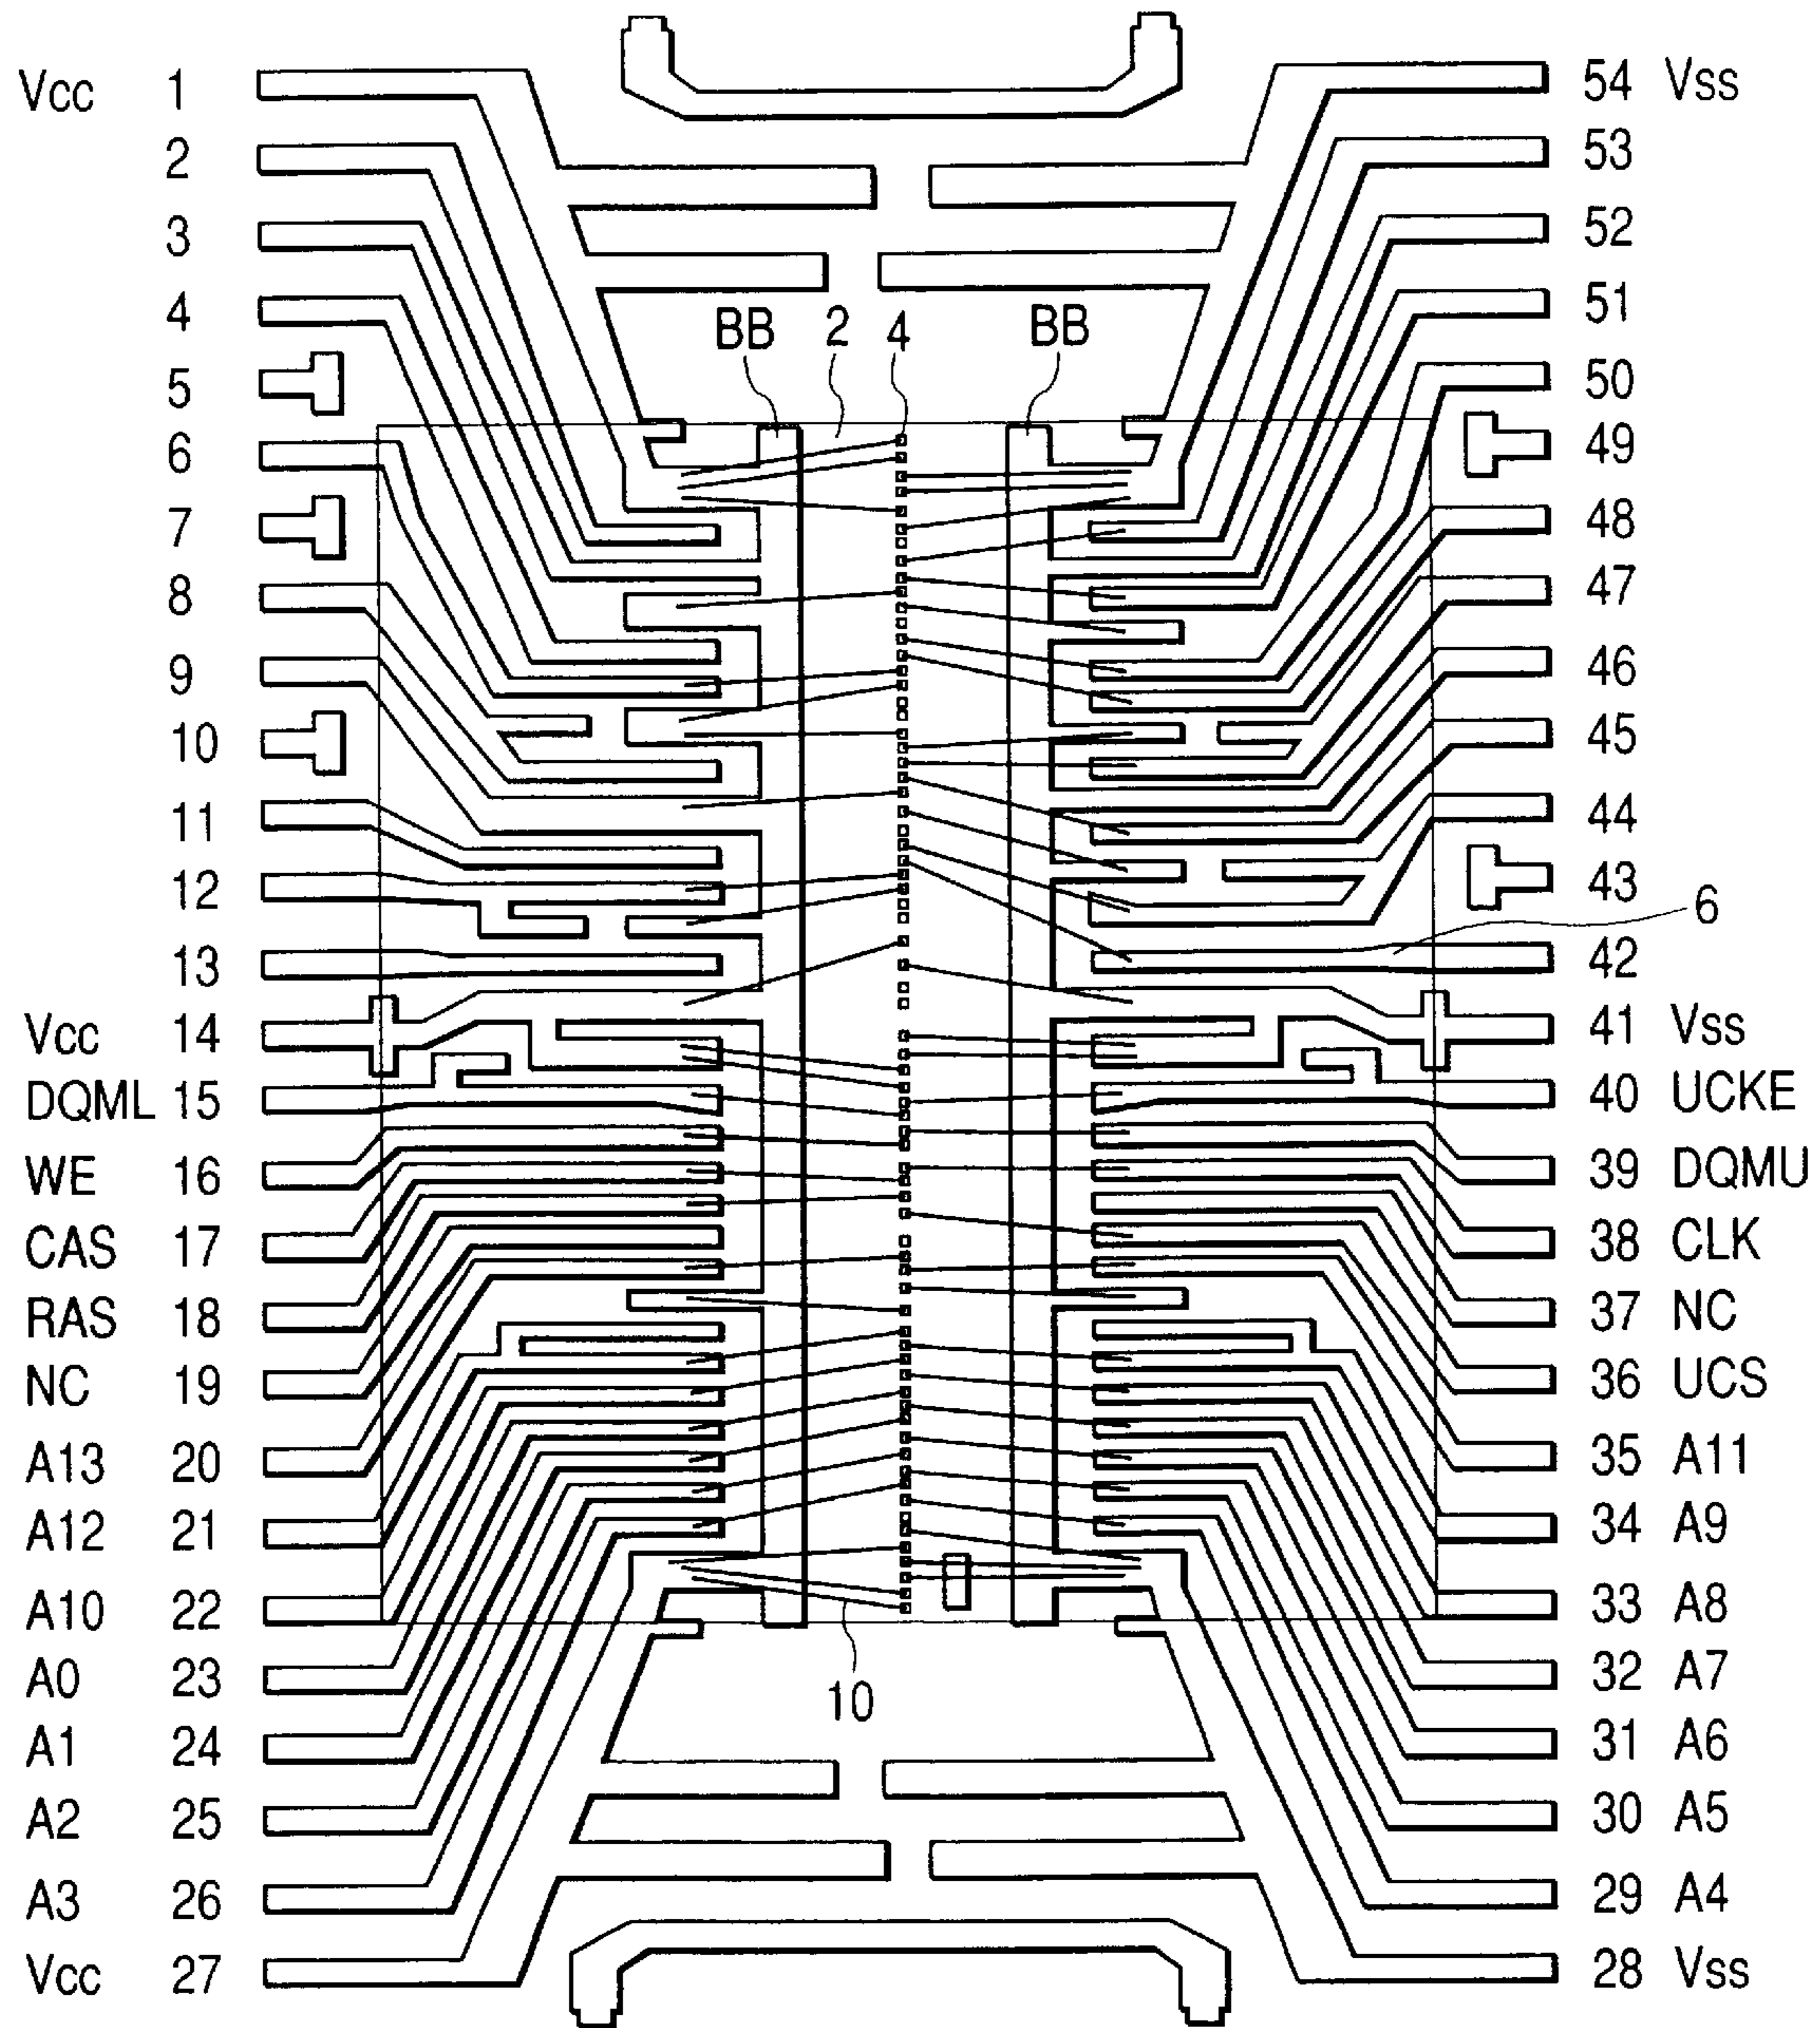 Vcc 1
2
3
4
5
6
7
8
9
10
11
12
13
Vcc 14
DQML 15
WE 16
CAS 17
RAS 18
NC 19
A13 20
A12 21
A10 22
A0 23
A1 24
A2 25
A3 26
Vcc 27
BB
2
4
BB
10
54 Vss
53
52
51
50
49
48
47
46
45
44
43
6
42
41 Vss
40 UCKE
39 DQMU
38 CLK
37 NC
36 UCS
35 A11
34 A9
33 A8
32 A7
31 A6
30 A5
29 A4
28 Vss